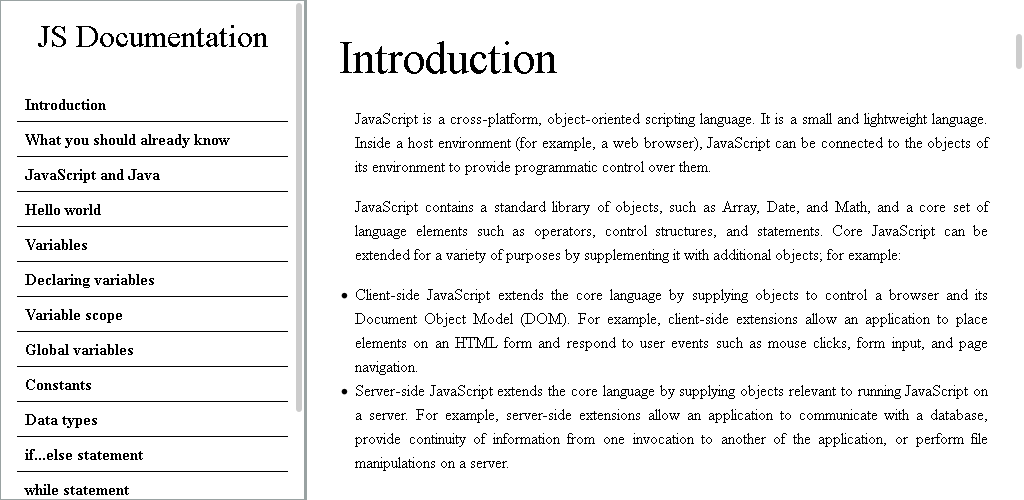 JS Documentation
Introduction
What you should already know
JavaScript and Java
Hello world
Variables
Declaring variables
Variable scope
Global variables
Constants
Data types
if...else statement
while statement
Introduction
JavaScript is a cross-platform, object-oriented scripting language. It is a small and lightweight language.
Inside a host environment (for example, a web browser), JavaScript can be connected to the objects of
its environment to provide programmatic control over them.
JavaScript contains a standard library of objects, such as Array, Date, and Math, and a core set of
language elements such as operators, control structures, and statements. Core JavaScript can be
extended for a variety of purposes by supplementing it with additional objects; for example:
• Client-side JavaScript extends the core language by supplying objects to control a browser and its
Document Object Model (DOM). For example, client-side extensions allow an application to place
elements on an HTML form and respond to user events such as mouse clicks, form input, and page
navigation.
• Server-side JavaScript extends the core language by supplying objects relevant to running JavaScript on
a server. For example, server-side extensions allow an application to communicate with a database,
provide continuity of information from one invocation to another of the application, or perform file
manipulations on a server.